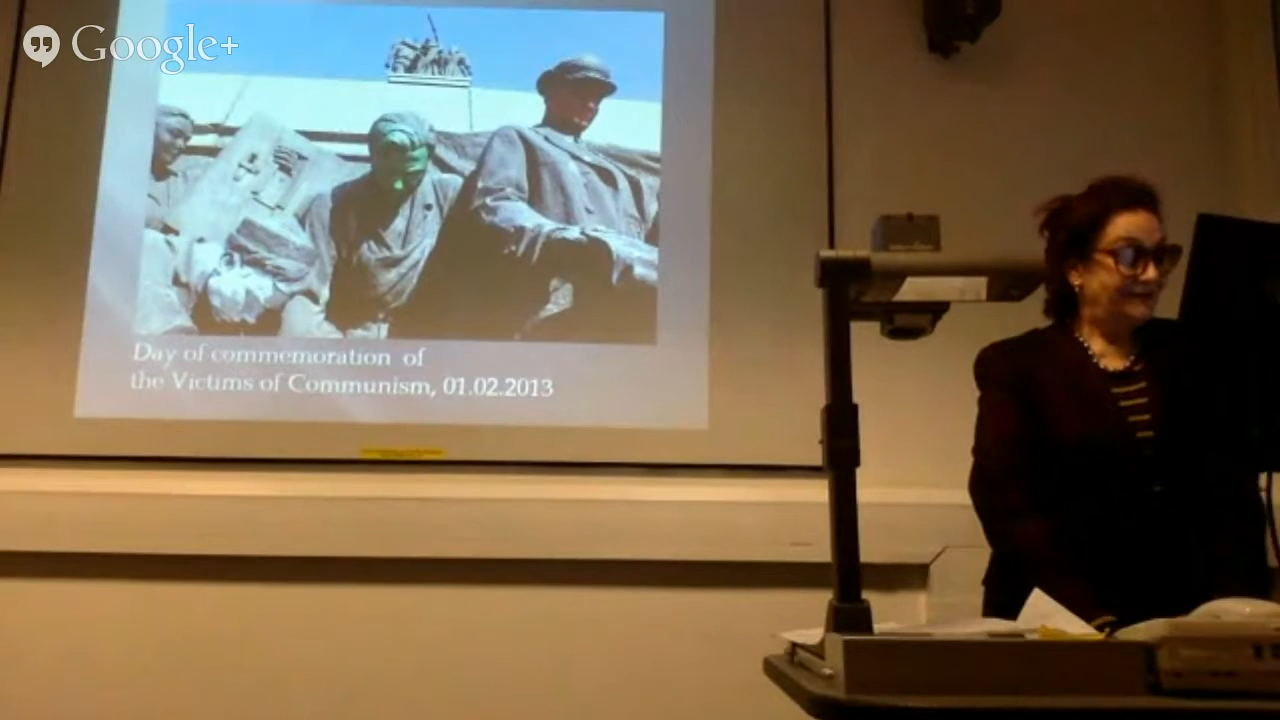 Google+
Day of commemoration of
the Victims of Communism, 01.02.2013